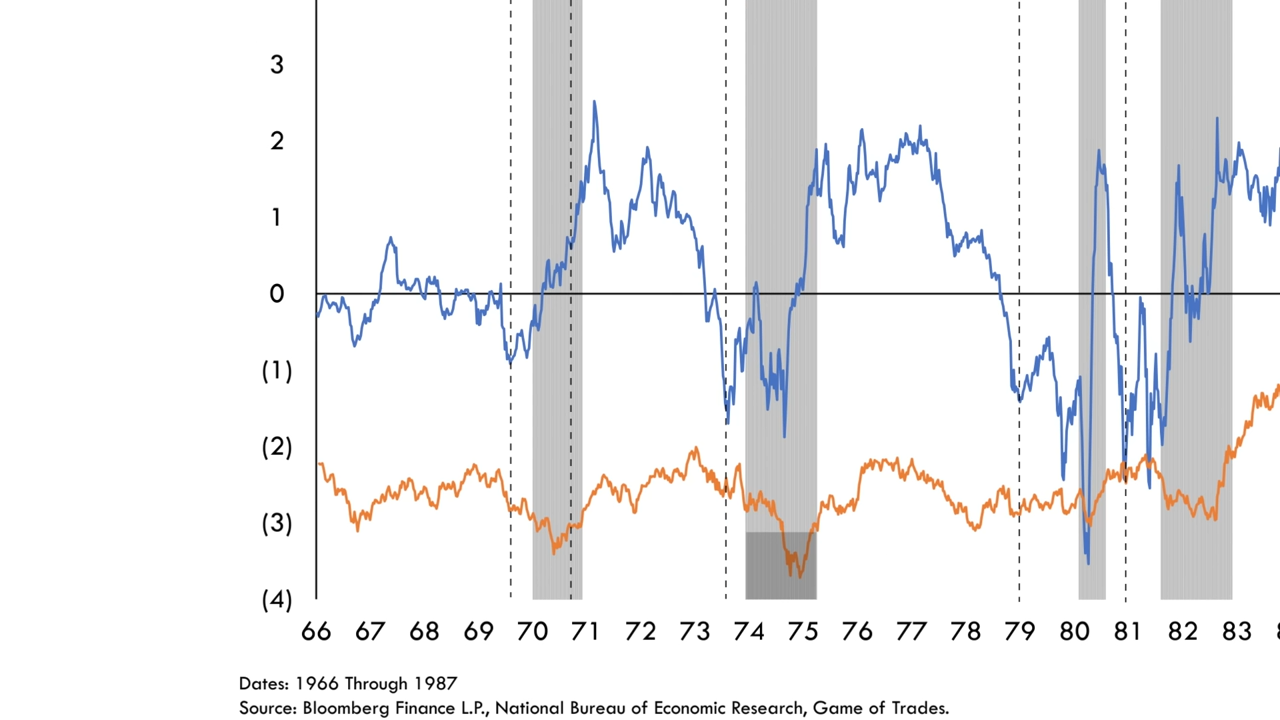 3
2
1
0
(1)
(2)
(3)
(4)
66 67 68 69 70 71 72 73 74 75 76 77 78 79 80 81 82 83
Dates: 1966 Through 1987
Source: Bloomberg Finance L.P., National Bureau of Economic Research, Game of Trades.